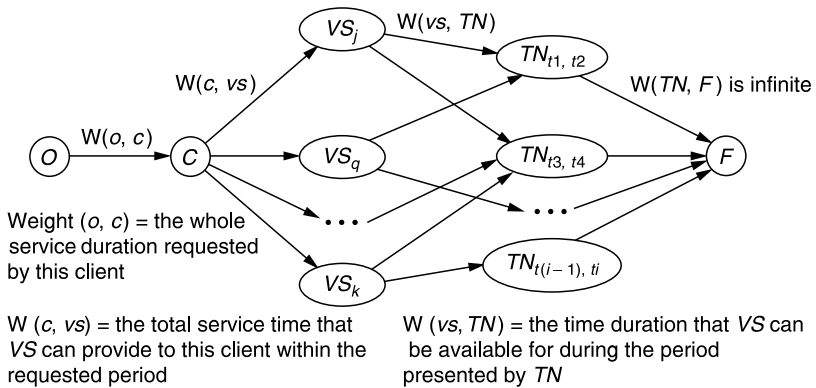 VSj
W(vs, TN)
TNt1, t2
W(c, vs)
W(TN, F) is infinite
W(o, c)
O
C
VSq
TNt3, t4
F
...
...
Weight (o, c) = the whole
service duration requested
by this client
VSk
TNt(i – 1), ti
W (c, vs) = the total service time that
VS can provide to this client within the
requested period
W (vs, TN) = the time duration that VS can
be available for during the period
presented by TN